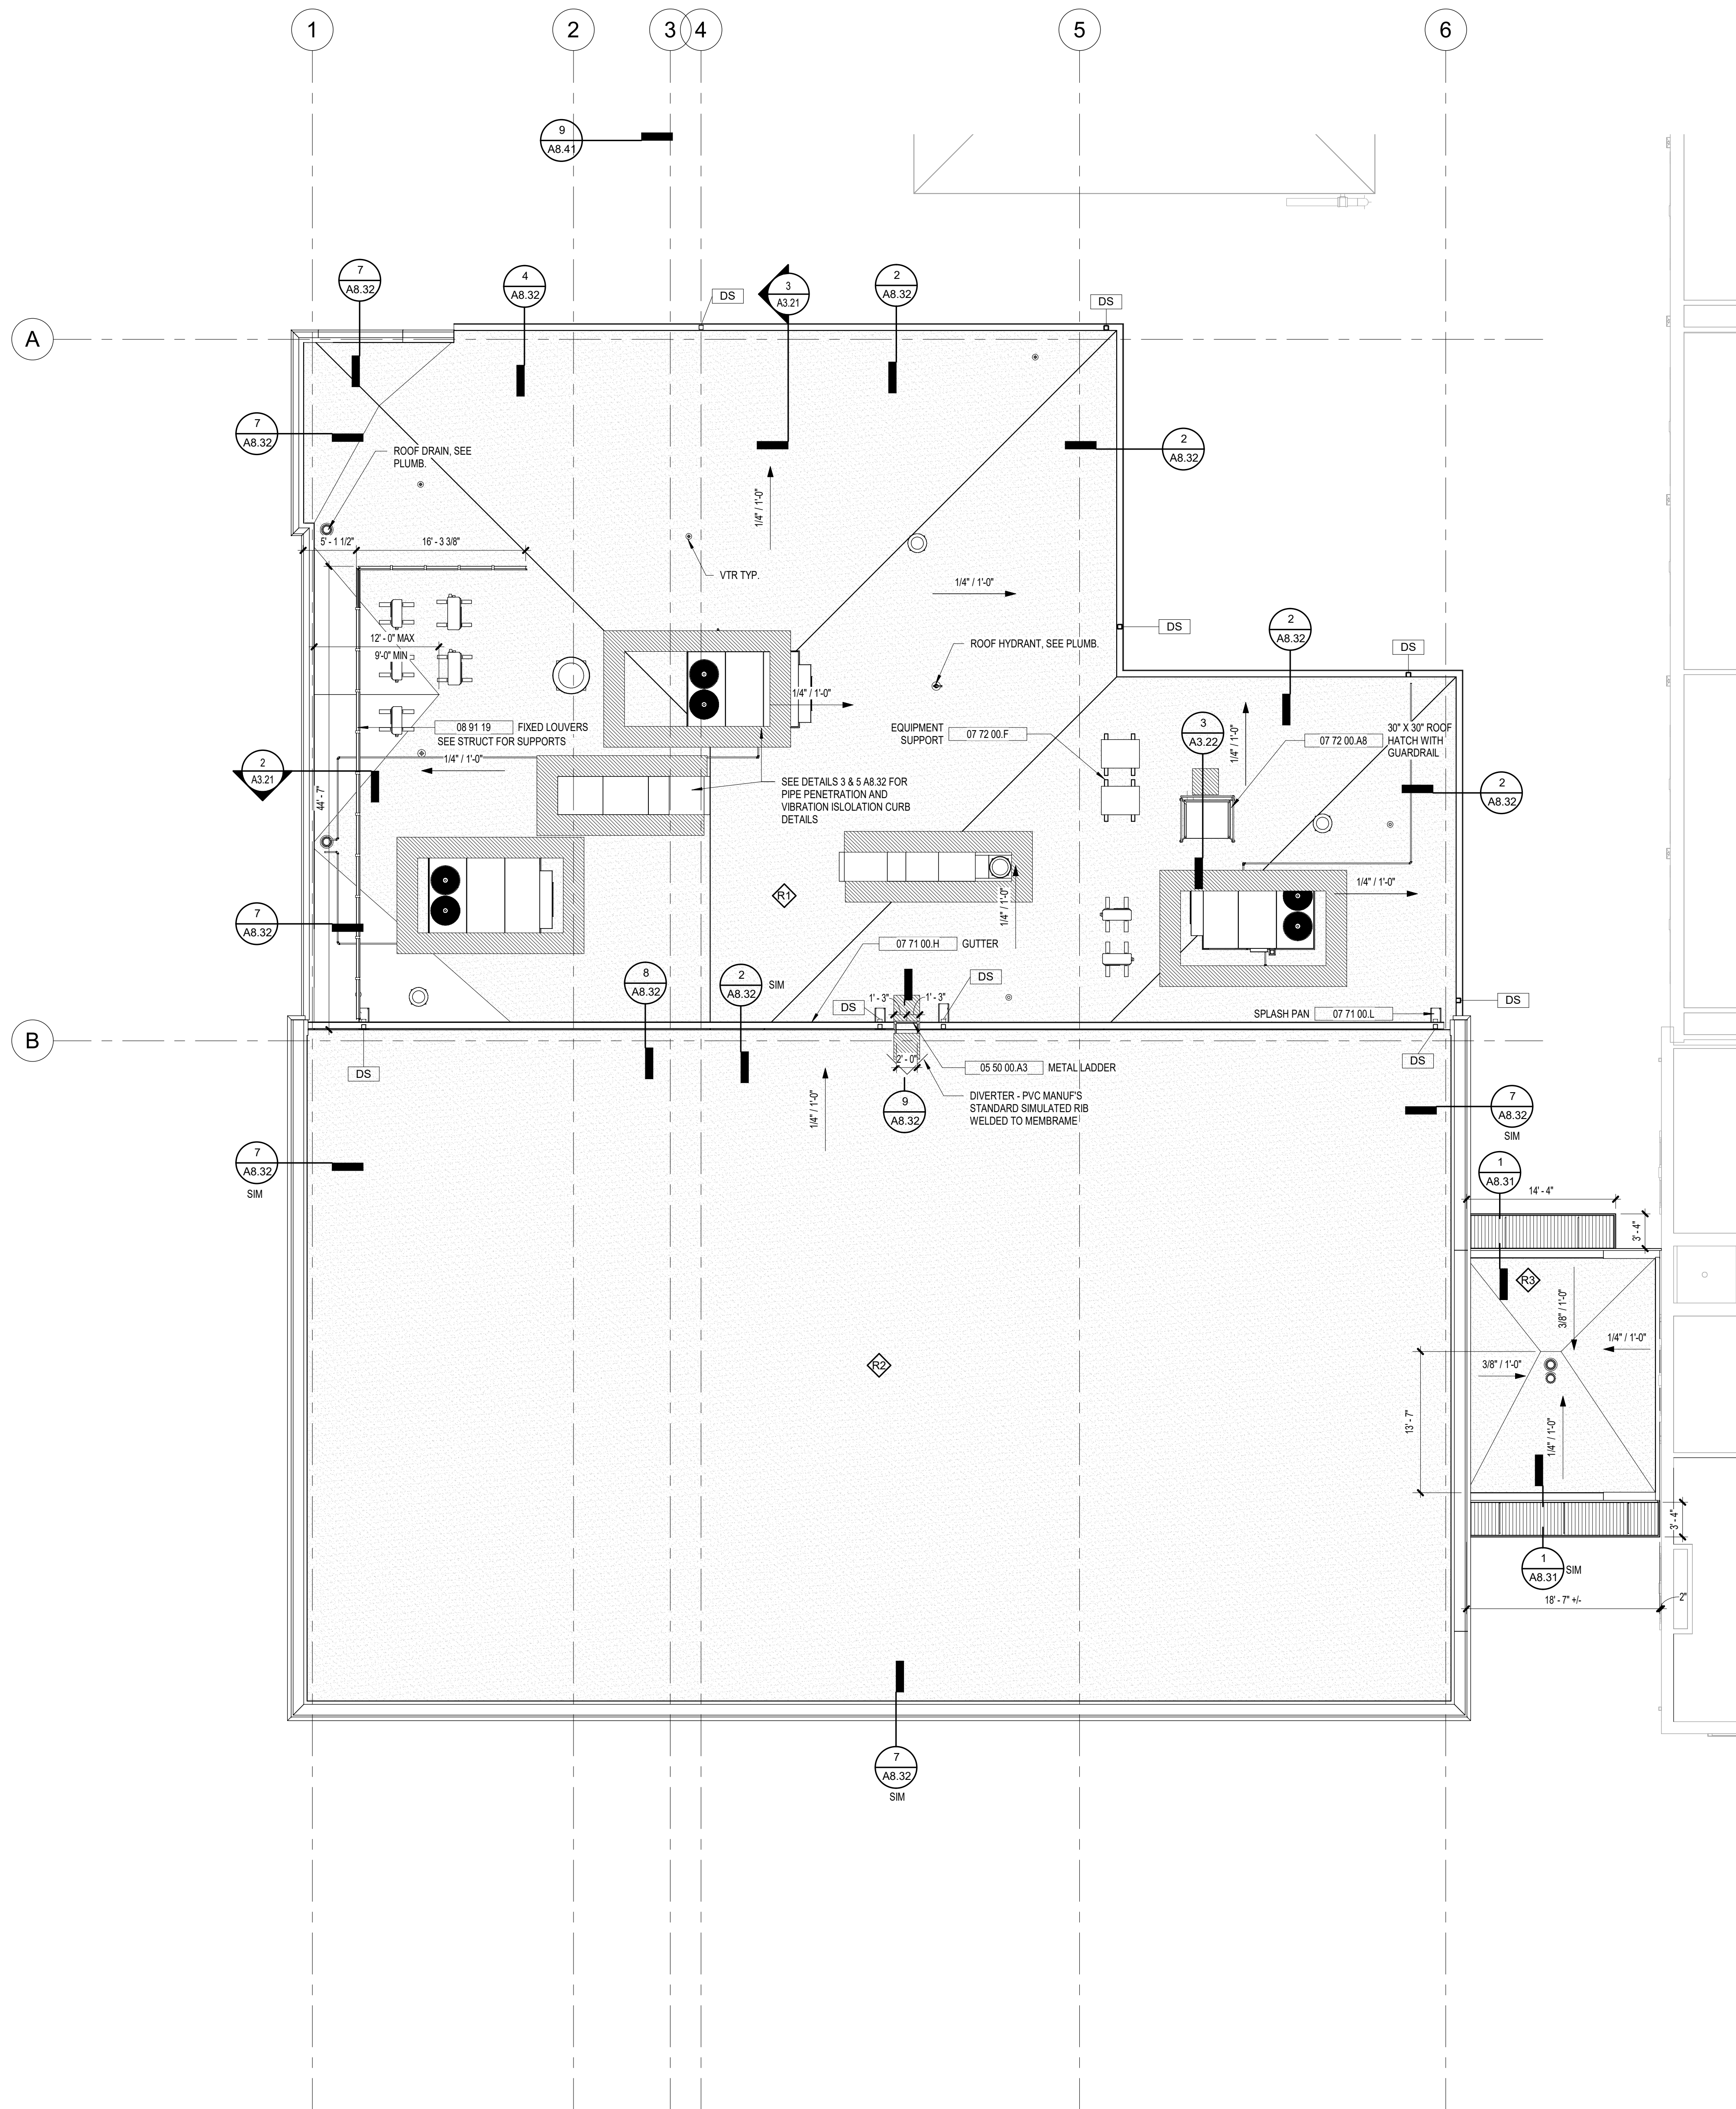 1
2
3
4
5
6
9
A8.41
7
A8.32
4
A8.32
DS
3
A3.21
2
A8.32
DS
A
7
A8.32
ROOF DRAIN, SEE
PLUMB.
2
A8.32
1/4" / 1'-0"
5' - 1 1/2"
16' - 3 3/8"
VTR TYP.
1/4" / 1'-0"
DS
2
A8.32
DS
12' - 0" MAX
9'-0" MIN
ROOF HYDRANT, SEE PLUMB.
1/4" / 1'-0"
08 91 19
FIXED LOUVERS
SEE STRUCT FOR SUPPORTS
EQUIPMENT
SUPPORT
07 72 00.F
3
A3.22
1/4" / 1'-0"
07 72 00.A8
30" X 30" ROOF
HATCH WITH
GUARDRAIL
2
A3.21
1/4" / 1'-0"
44' - 7"
SEE DETAILS 3 & 5 A8.32 FOR
PIPE PENETRATION AND
VIBRATION ISLOLATION CURB
DETAILS
2
A8.32
R1
1/4" / 1'-0"
1/4" / 1'-0"
7
A8.32
07 71 00.H
GUTTER
8
A8.32
2
A8.32
SIM
DS
1' - 3"
1' - 3"
DS
DS
SPLASH PAN
07 71 00.L
B
DS
2' - 0"
05 50 00.A3
METAL LADDER
DS
1/4" / 1'-0"
9
A8.32
DIVERTER - PVC MANUF'S
STANDARD SIMULATED RIB
WELDED TO MEMBRAME
7
A8.32
SIM
7
A8.32
SIM
1
A8.31
14' - 4"
3' - 4"
R3
3/8" / 1'-0"
1/4" / 1'-0"
R2
3/8" / 1'-0"
13' - 7"
1/4" / 1'-0"
3' - 4"
1
A8.31
SIM
18' - 7" +/-
2"
7
A8.32
SIM